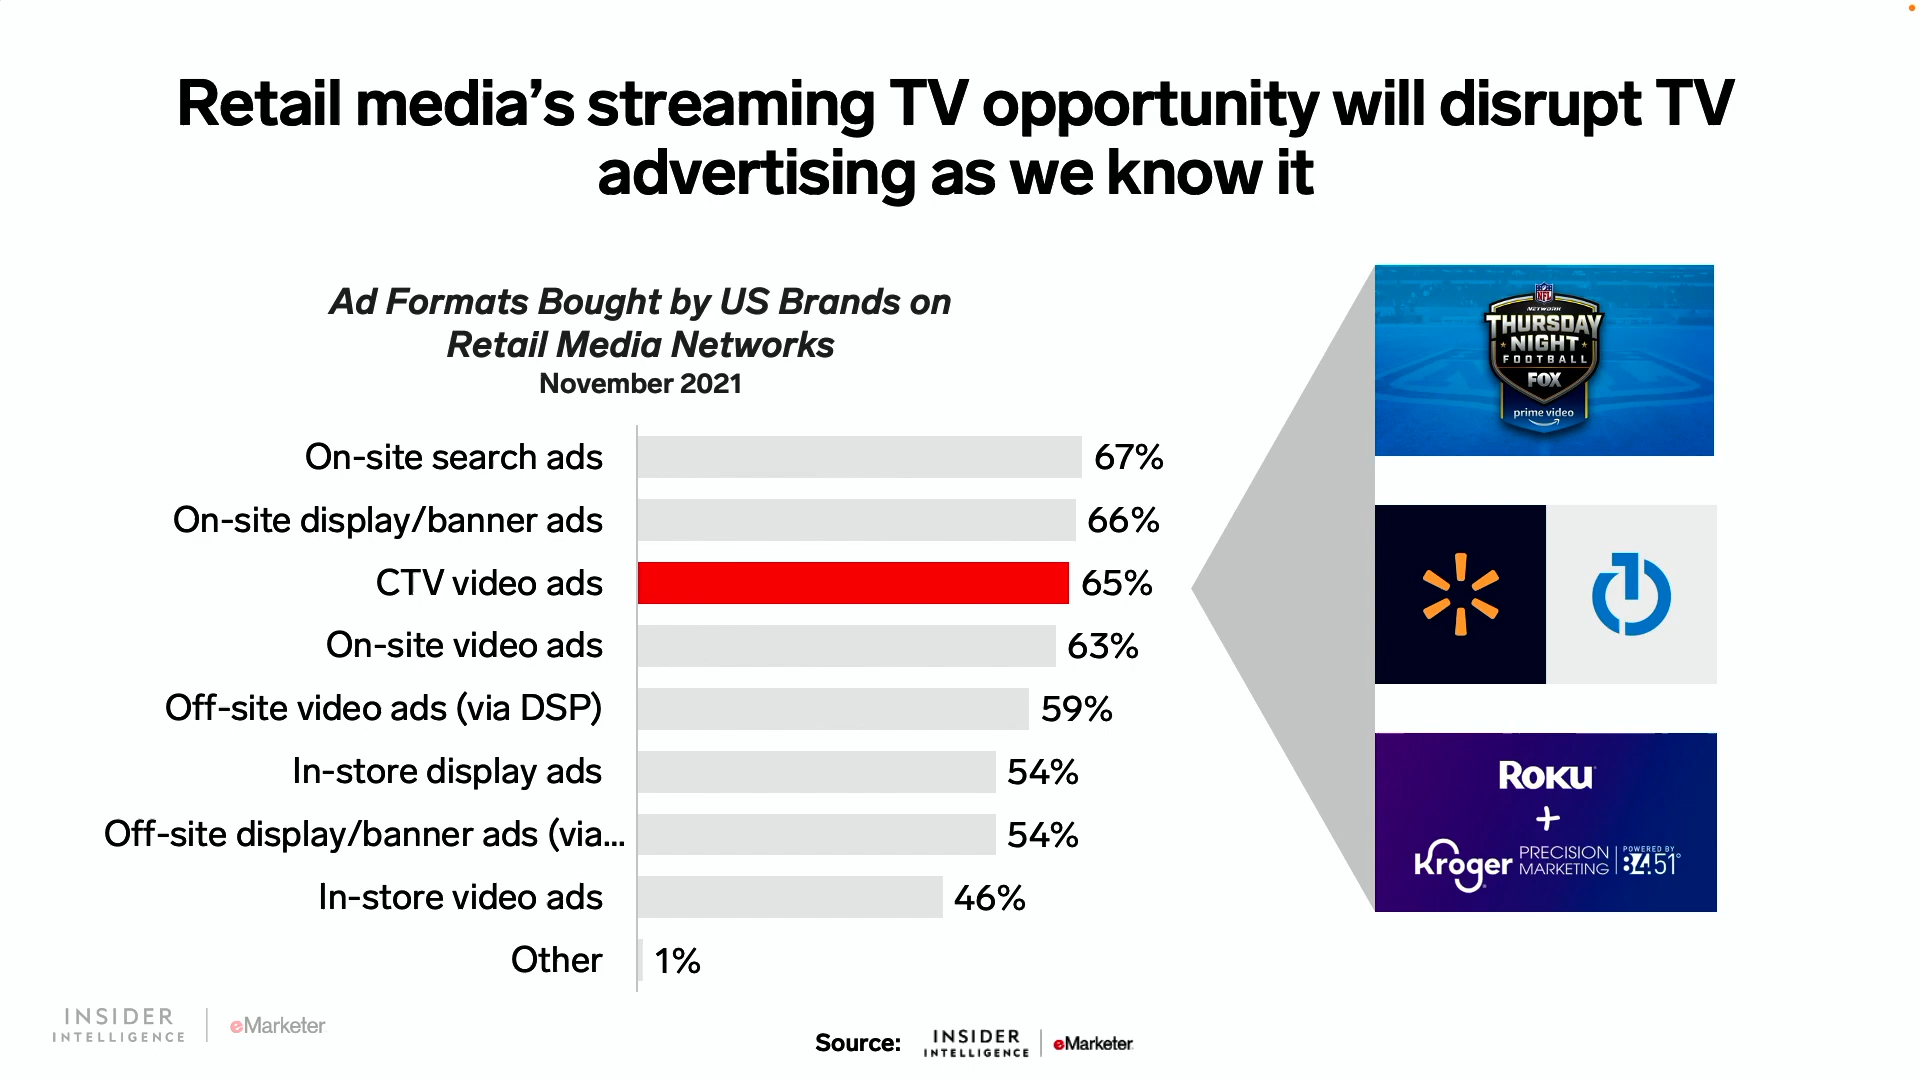 Retail media’s streaming TV opportunity will disrupt TV
advertising as we know it
Ad Formats Bought by US Brands on
Retail Media Networks
November 2021
On-site search ads 67%
On-site display/banner ads 66%
CTV video ads 65%
On-site video ads 63%
Off-site video ads (via DSP) 59%
In-store display ads 54%
Off-site display/banner ads (via... 54%
In-store video ads 46%
Other 1%
NFL
NETWORK
THURSDAY
NIGHT
FOOTBALL
FOX
prime video
ROKU
+
Kroger PRECISION MARKETING | POWERED BY 84.51°
INSIDER INTELLIGENCE | eMarketer
Source: INSIDER INTELLIGENCE | eMarketer